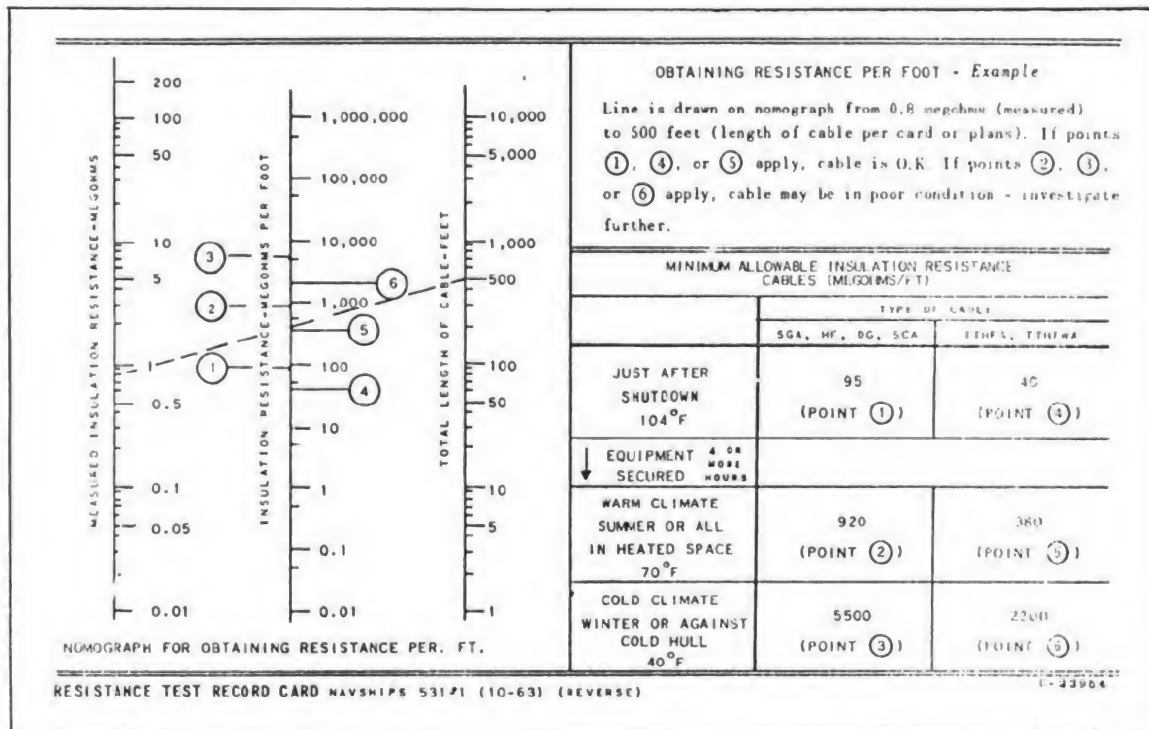 MEASURED INSULATION RESISTANCE-MEGOHMS
200
100
50
10
5
1
0.5
0.1
0.05
0.01
INSULATION RESISTANCE-MEGOHMS PER FOOT
1,000,000
100,000
10,000
1,000
100
10
1
0.1
0.01
TOTAL LENGTH OF CABLE-FEET
10,000
5,000
1,000
500
100
50
10
5
1
3
2
1
6
5
4
NOMOGRAPH FOR OBTAINING RESISTANCE PER. FT.
OBTAINING RESISTANCE PER FOOT - Example
Line is drawn on nomograph from 0.8 megohms (measured)
to 500 feet (length of cable per card or plans). If points
①, ④, or ⑤ apply, cable is O.K. If points ②, ③,
or ⑥ apply, cable may be in poor condition - investigate
further.
MINIMUM ALLOWABLE INSULATION RESISTANCE
CABLES (MEGOHMS/FT)
TYPE OF CABLE
SGA, HF, DG, SCA TTHFA, TTHFWA
JUST AFTER
SHUTDOWN
104°F
95
(POINT ①)
40
(POINT ④)
↓ EQUIPMENT SECURED 4 OR MORE HOURS
WARM CLIMATE
SUMMER OR ALL
IN HEATED SPACE
70°F
920
(POINT ②)
380
(POINT ⑤)
COLD CLIMATE
WINTER OR AGAINST
COLD HULL
40°F
5500
(POINT ③)
2200
(POINT ⑥)
RESISTANCE TEST RECORD CARD NAVSHIPS 531-1 (10-63) (REVERSE)